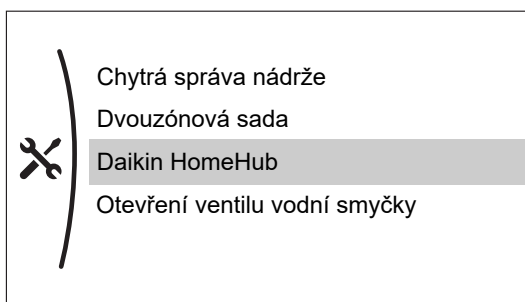 Chytrá správa nádrže
Dvouzónová sada
Daikin HomeHub
Otevření ventilu vodní smyčky